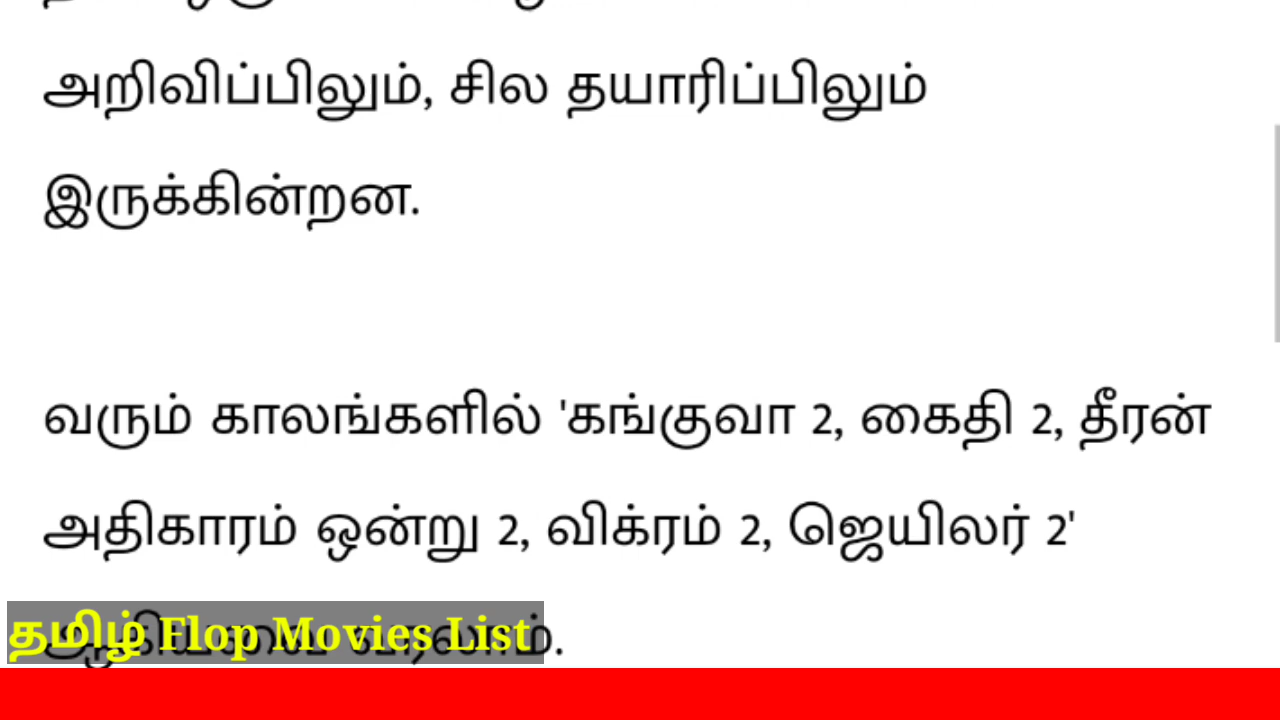 அறிவிப்பிலும், சில தயாரிப்பிலும்
இருக்கின்றன.
வரும் காலங்களில் 'கங்குவா 2, கைதி 2, தீரன்
அதிகாரம் ஒன்று 2, விக்ரம் 2, ஜெயிலர் 2'
தமிழ் Flop Movies List